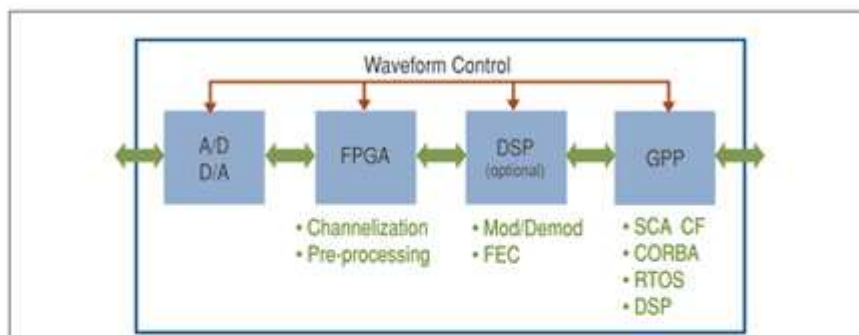 Waveform Control
A/D
D/A
FPGA
DSP
(optional)
GPP
• Channelization
• Pre-processing
• Mod/Demod
• FEC
• SCA CF
• CORBA
• RTOS
• DSP